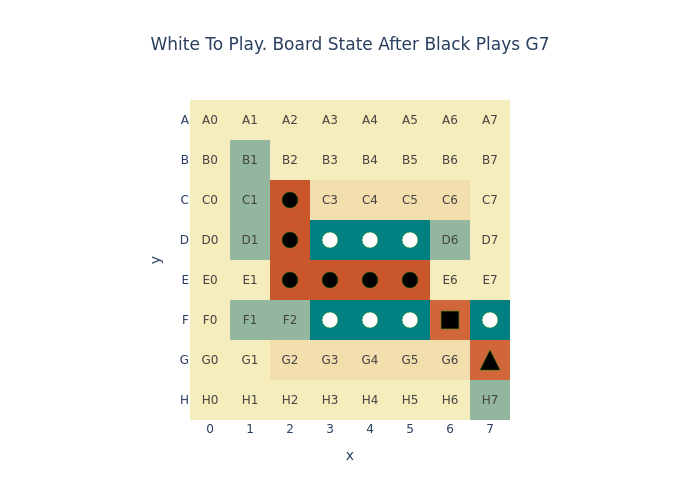 White To Play. Board State After Black Plays G7
A A0 A1 A2 A3 A4 A5 A6 A7
B B0 B1 B2 B3 B4 B5 B6 B7
C C0 C1 C3 C4 C5 C6 C7
D D0 D1 D6 D7
E E0 E1 E6 E7
F F0 F1 F2
G G0 G1 G2 G3 G4 G5 G6
H H0 H1 H2 H3 H4 H5 H6 H7
0 1 2 3 4 5 6 7
x
y